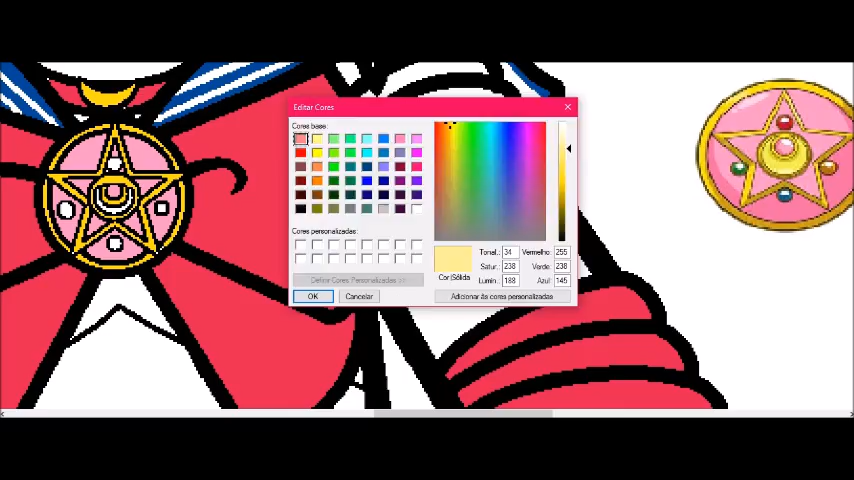 Editar Cores
Cores base:
Cores personalizadas:
Definir Cores Personalizadas >>
OK
Cancelar
Cor|Sólida
Tonal.: 34
Satur.: 238
Lumin.: 188
Vermelho: 255
Verde: 238
Azul: 145
Adicionar às cores personalizadas